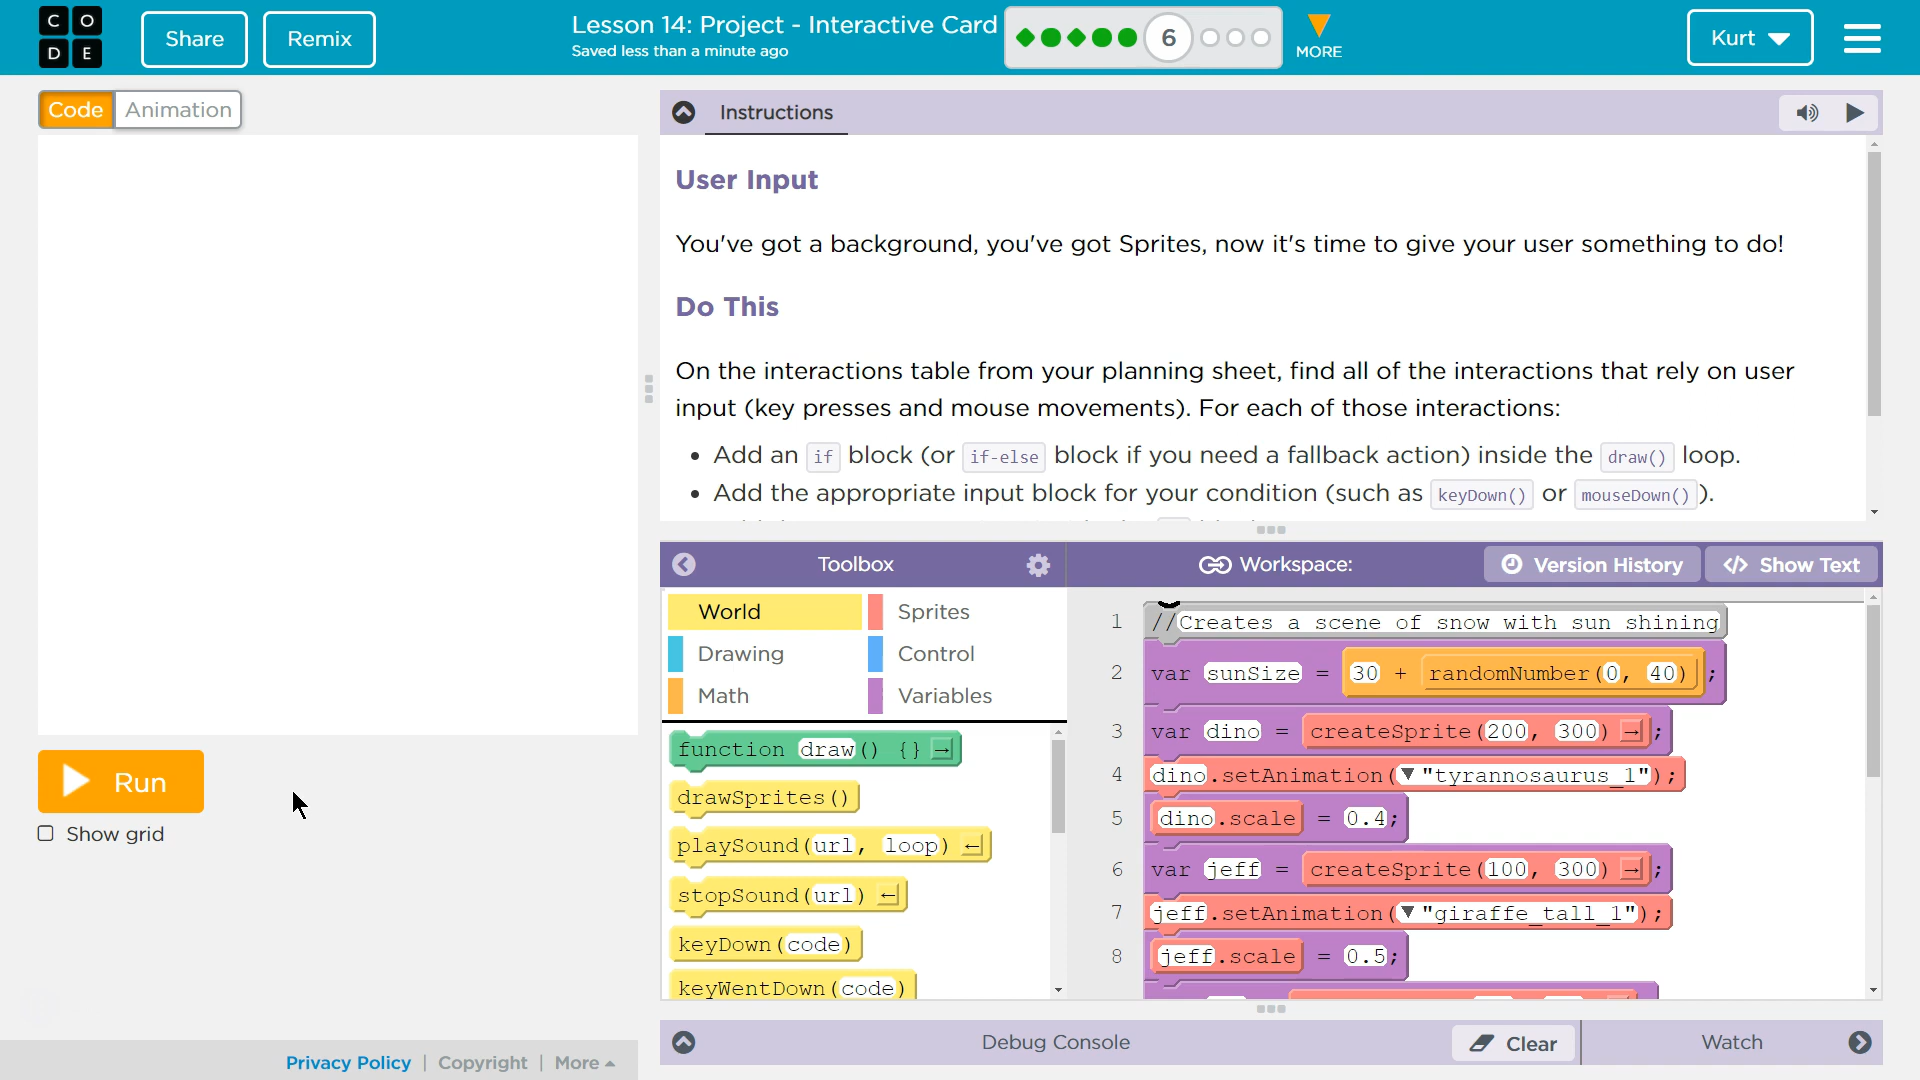 CODE
Share
Remix
Lesson 14: Project - Interactive Card
Saved less than a minute ago
6
MORE
Kurt
Code
Animation
Instructions
User Input
You've got a background, you've got Sprites, now it's time to give your user something to do!
Do This
On the interactions table from your planning sheet, find all of the interactions that rely on user
input (key presses and mouse movements). For each of those interactions:
• Add an if block (or if-else block if you need a fallback action) inside the draw() loop.
• Add the appropriate input block for your condition (such as keyDown() or mouseDown()).
Toolbox
Workspace:
Version History
Show Text
World
Sprites
Drawing
Control
Math
Variables
function draw() {} →
drawSprites()
playSound(url, loop) ←
stopSound(url) ←
keyDown(code)
keyWentDown(code)
1 //Creates a scene of snow with sun shining
2 var sunSize = 30 + randomNumber(0, 40);
3 var dino = createSprite(200, 300) → ;
4 dino.setAnimation(▼ "tyrannosaurus_1");
5 dino.scale = 0.4;
6 var jeff = createSprite(100, 300) → ;
7 jeff.setAnimation(▼ "giraffe_tall_1");
8 jeff.scale = 0.5;
Run
Show grid
Debug Console
Clear
Watch
Privacy Policy | Copyright | More